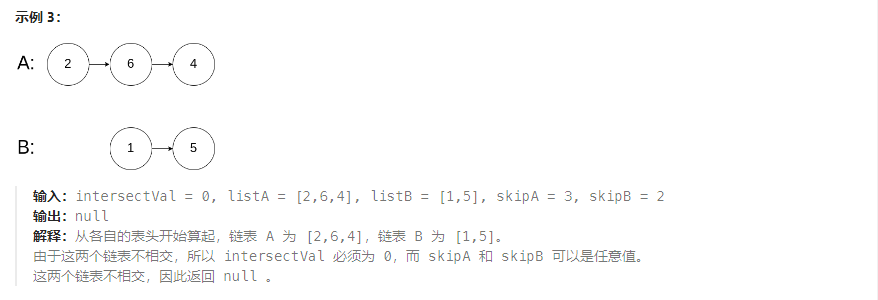 示例 3：
A: 2 6 4
B: 1 5
输入：intersectVal = 0, listA = [2,6,4], listB = [1,5], skipA = 3, skipB = 2
输出：null
解释：从各自的表头开始算起，链表 A 为 [2,6,4]，链表 B 为 [1,5]。
由于这两个链表不相交，所以 intersectVal 必须为 0，而 skipA 和 skipB 可以是任意值。
这两个链表不相交，因此返回 null 。